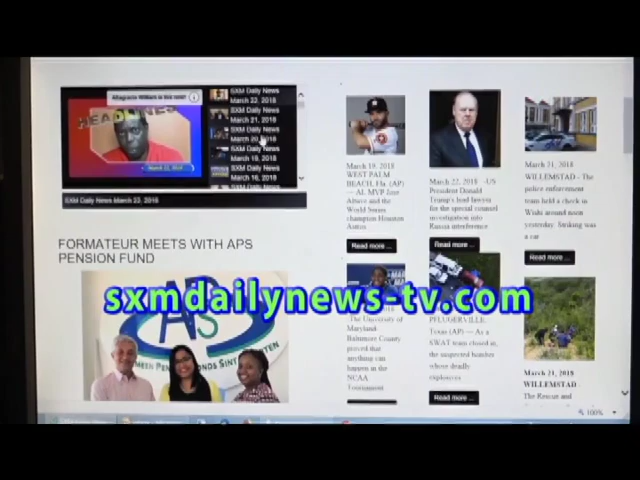 SXM Daily News
March 22, 2018
SXM Daily News
March 21, 2018
SXM Daily News
March 20, 2018
SXM Daily News
March 19, 2018
SXM Daily News
March 16, 2018
SXM Daily News
HEADLINES
March 22, 2018
SXM Daily News March 22, 2018
FORMATEUR MEETS WITH APS
PENSION FUND
APS
March 19, 2018
WEST PALM
BEACH, Fla. (AP)
— AL MVP Jose
Altuve and the
World Series
champion Houston
Astros
Read more ...
March 22, 2018 -US
President Donald
Trump's lead lawyer
for the special counsel
investigation into
Russia interference
Read more ...
March 21, 2018
WILLEMSTAD - The
police enforcement
team held a check in
around noon
yesterday. Striking was
a car
Read more ...
sxmdailynews-tv.com
The University of
Maryland-
Baltimore County
proved that
anything can
happen in the
NCAA
Tournament
PFLUGERVILLE,
Texas (AP) — As a
SWAT team closed in,
the suspected bomber
whose deadly
explosives
Read more ...
March 21, 2018
WILLEMSTAD -
The Rescue and
100%